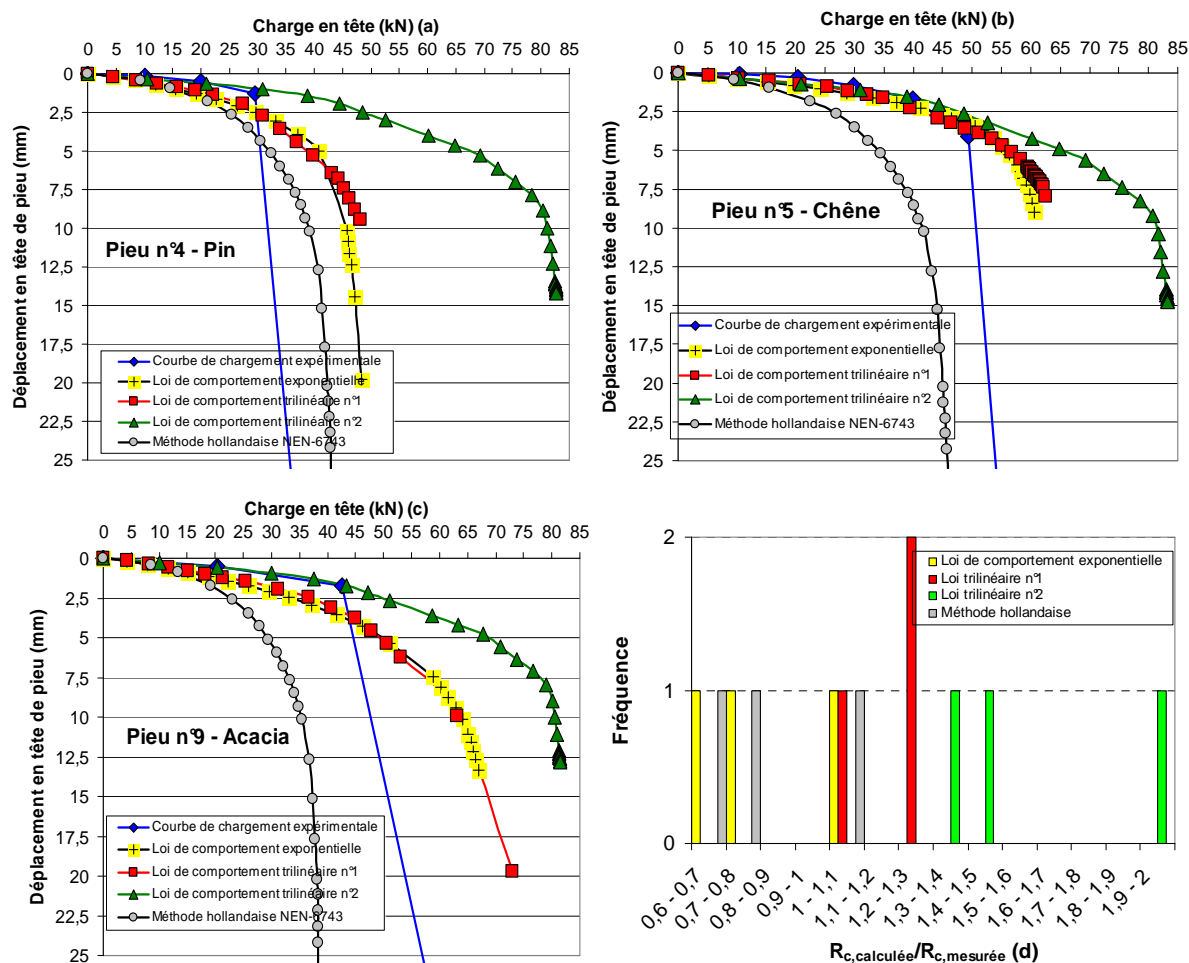 Charge en tête (kN) (a)
0 5 10 15 20 25 30 35 40 45 50 55 60 65 70 75 80 85
Déplacement en tête de pieu (mm)
0
2,5
5
7,5
10
12,5
15
17,5
20
22,5
25
Pieu n°4 - Pin
Courbe de chargement expérimentale
Loi de comportement exponentielle
Loi de comportement trilinéaire n°1
Loi de comportement trilinéaire n°2
Méthode hollandaise NEN-6743
Charge en tête (kN) (b)
0 5 10 15 20 25 30 35 40 45 50 55 60 65 70 75 80 85
Déplacement en tête de pieu (mm)
0
2,5
5
7,5
10
12,5
15
17,5
20
22,5
25
Pieu n°5 - Chêne
Courbe de chargement expérimentale
Loi de comportement exponentielle
Loi de comportement trilinéaire n°1
Loi de comportement trilinéaire n°2
Méthode hollandaise NEN-6743
Charge en tête (kN) (c)
0 5 10 15 20 25 30 35 40 45 50 55 60 65 70 75 80 85
Déplacement en tête de pieu (mm)
0
2,5
5
7,5
10
12,5
15
17,5
20
22,5
25
Pieu n°9 - Acacia
Courbe de chargement expérimentale
Loi de comportement exponentielle
Loi de comportement trilinéaire n°1
Loi de comportement trilinéaire n°2
Méthode hollandaise NEN-6743
Fréquence
2
1
0
Loi de comportement exponentielle
Loi trilinéaire n°1
Loi trilinéaire n°2
Méthode hollandaise
0,6 - 0,7
0,7 - 0,8
0,8 - 0,9
0,9 - 1
1 - 1,1
1,1 - 1,2
1,2 - 1,3
1,3 - 1,4
1,4 - 1,5
1,5 - 1,6
1,6 - 1,7
1,7 - 1,8
1,8 - 1,9
1,9 - 2
Rc,calculée/Rc,mesurée (d)